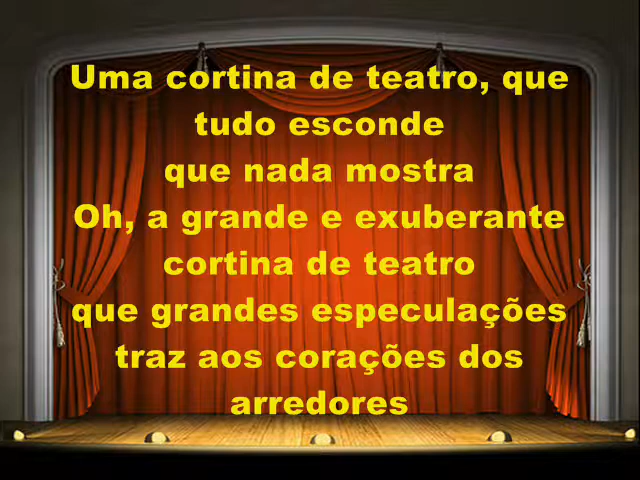 Uma cortina de teatro, que
tudo esconde
que nada mostra
Oh, a grande e exuberante
cortina de teatro
que grandes especulações
traz aos corações dos
arredores